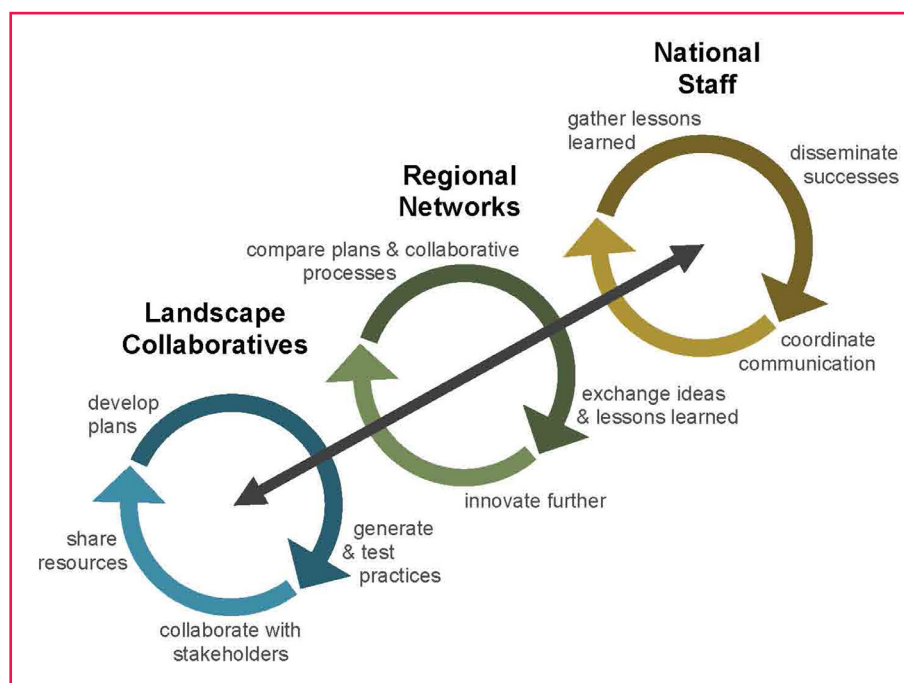 National
Staff
gather lessons
learned
disseminate
successes
coordinate
communication
Regional
Networks
compare plans & collaborative
processes
exchange ideas
& lessons learned
innovate further
Landscape
Collaboratives
develop
plans
generate
& test
practices
collaborate with
stakeholders
share
resources